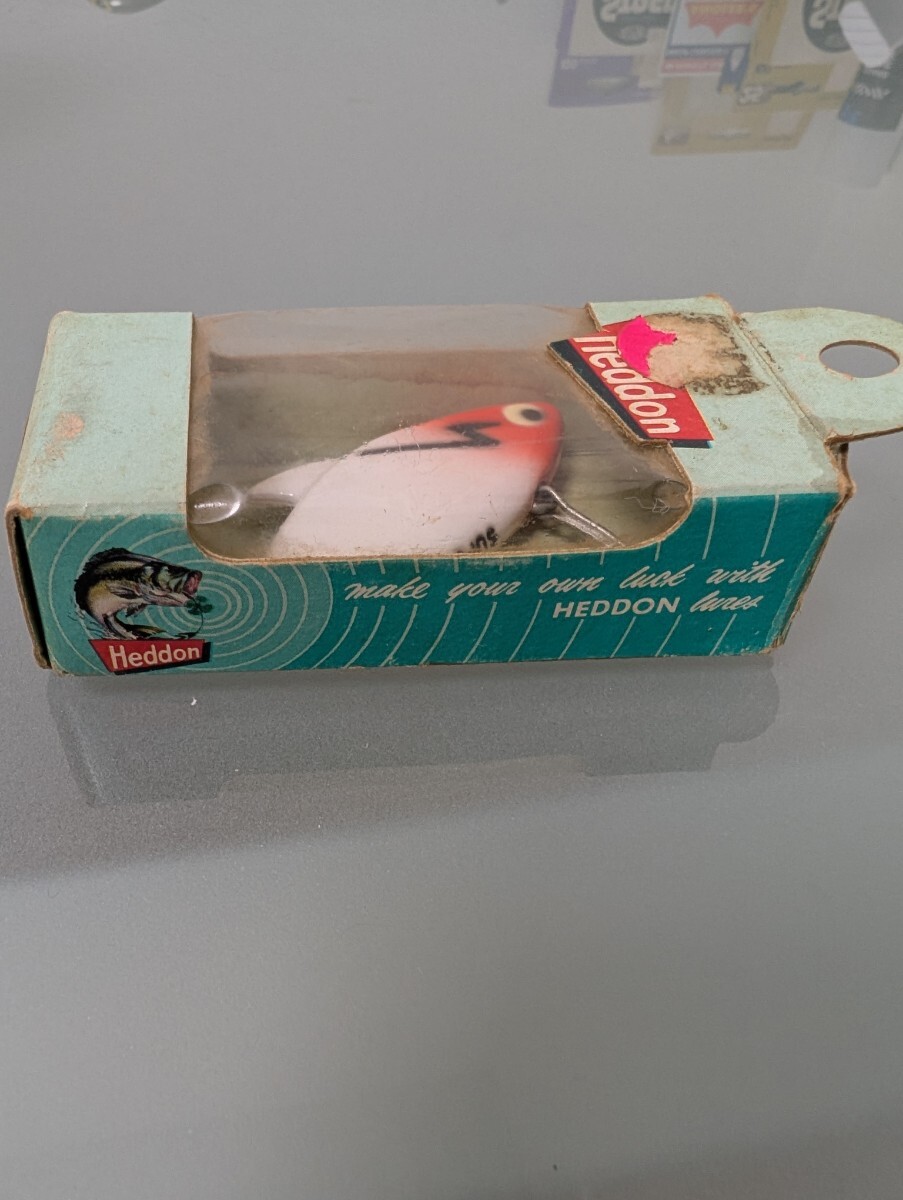 heddon
make your own luck with
HEDDON lures
Heddon